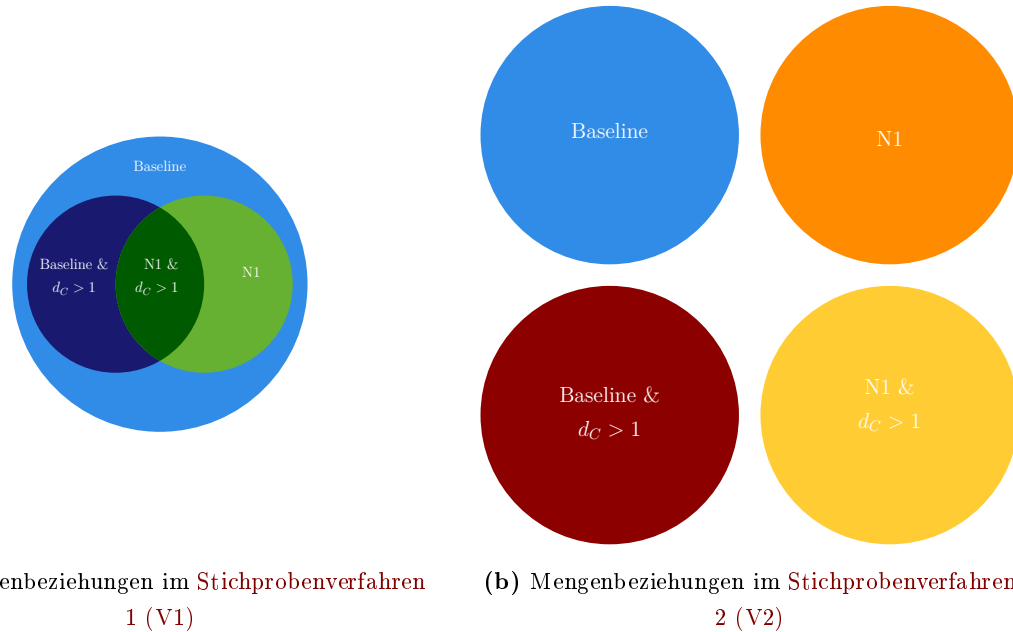 Baseline
Baseline &
d_C > 1
N1 &
d_C > 1
N1
enbeziehungen im Stichprobenverfahren
1 (V1)
Baseline
N1
Baseline &
d_C > 1
N1 &
d_C > 1
(b) Mengenbeziehungen im Stichprobenverfahren
2 (V2)